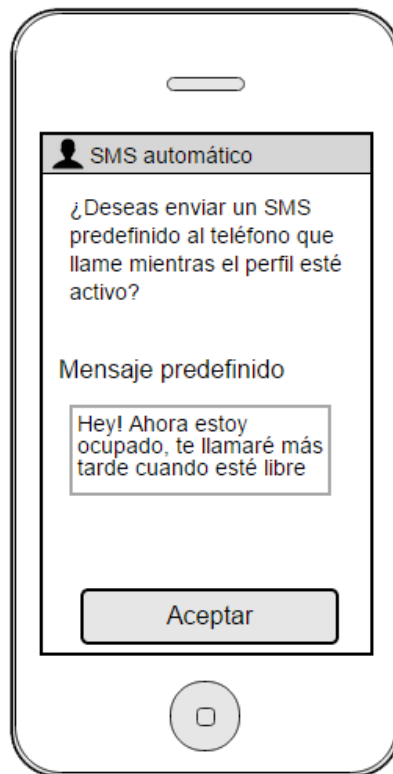 SMS automático
¿Deseas enviar un SMS
predefinido al teléfono que
llame mientras el perfil esté
activo?
Mensaje predefinido
Hey! Ahora estoy
ocupado, te llamaré más
tarde cuando esté libre
Aceptar